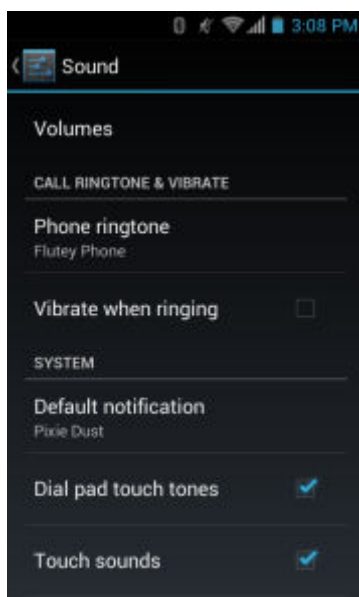 3:08 PM
Sound
Volumes
CALL RINGTONE & VIBRATE
Phone ringtone
Flutey Phone
Vibrate when ringing
SYSTEM
Default notification
Pixie Dust
Dial pad touch tones
Touch sounds